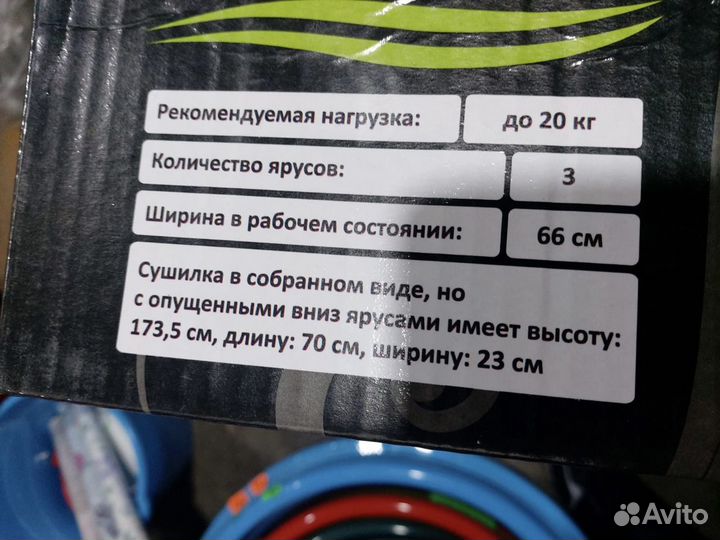 Рекомендуемая нагрузка: до 20 кг
Количество ярусов: 3
Ширина в рабочем состоянии: 66 см
Сушилка в собранном виде, но
с опущенными вниз ярусами имеет высоту:
173,5 см, длину: 70 см, ширину: 23 см
Avito